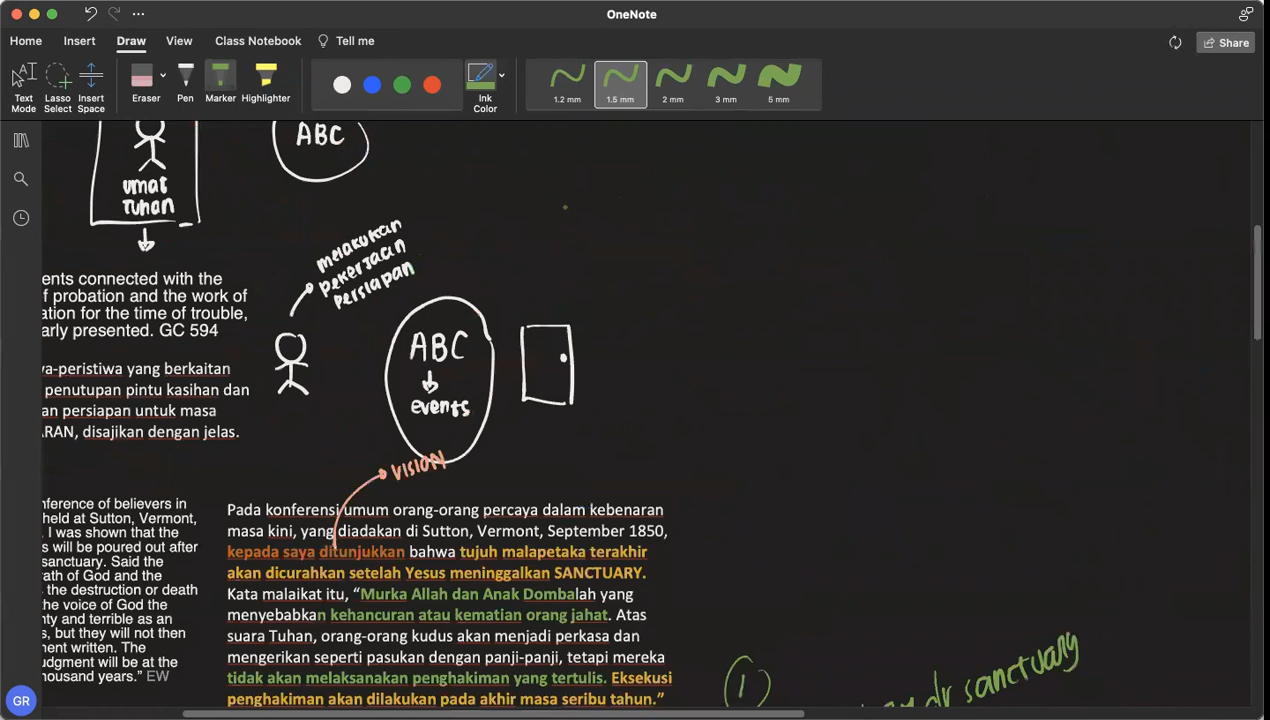 OneNote
Home Insert Draw View Class Notebook Tell me
Share
Text Mode
Lasso Select
Insert Space
Eraser
Pen
Marker
Highlighter
Ink Color
1.2 mm
1.5 mm
2 mm
3 mm
5 mm
ABC
umat
Tuhan
melakukan
pekerjaan
persiapan
ents connected with the
f probation and the work of
ation for the time of trouble,
arly presented. GC 594
ABC
events
va-peristiwa yang berkaitan
penutupan pintu kasihan dan
an persiapan untuk masa
ARAN, disajikan dengan jelas.
VISION
nference of believers in
held at Sutton, Vermont,
I was shown that the
s will be poured out after
sanctuary. Said the
ath of God and the
the destruction or death
he voice of God the
nty and terrible as an
s, but they will not then
ment written. The
udgment will be at the
nousand years.” EW
Pada konferensi umum orang-orang percaya dalam kebenaran
masa kini, yang diadakan di Sutton, Vermont, September 1850,
kepada saya ditunjukkan bahwa tujuh malapetaka terakhir
akan dicurahkan setelah Yesus meninggalkan SANCTUARY.
Kata malaikat itu, “Murka Allah dan Anak Dombalah yang
menyebabkan kehancuran atau kematian orang jahat. Atas
suara Tuhan, orang-orang kudus akan menjadi perkasa dan
mengerikan seperti pasukan dengan panji-panji, tetapi mereka
tidak akan melaksanakan penghakiman yang tertulis. Eksekusi
penghakiman akan dilakukan pada akhir masa seribu tahun.”
1
dr sanctuary
GR